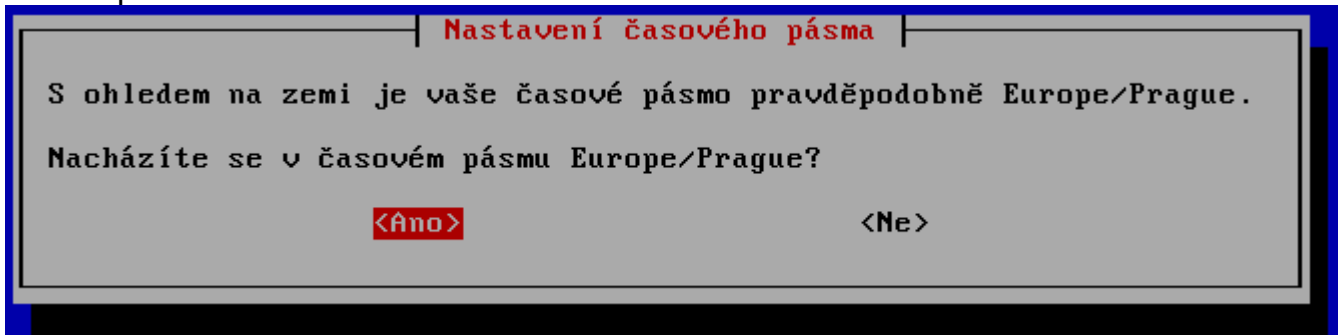 Nastavení časového pásma
S ohledem na zemi je vaše časové pásmo pravděpodobně Europe/Prague.
Nacházíte se v časovém pásmu Europe/Prague?
<Ano> <Ne>